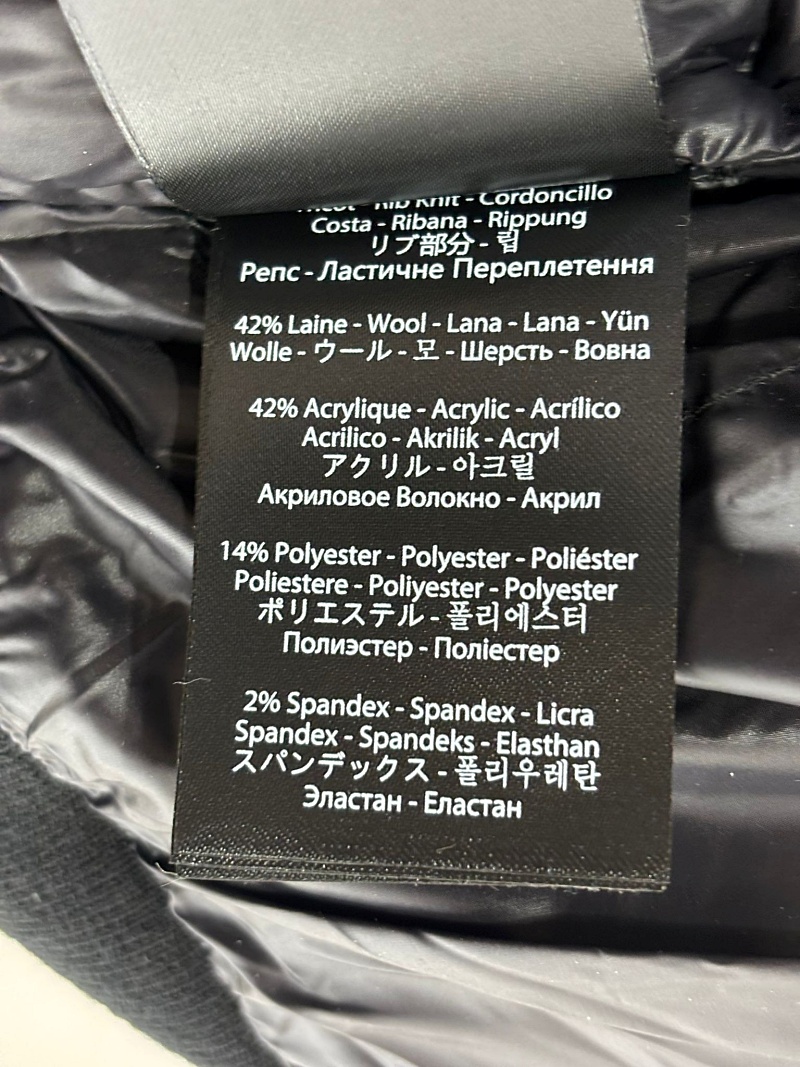 Tricot - Rib Knit - Cordoncillo
Costa - Ribana - Rippung
リブ部分 - 립
Репс - Ластичне Переплетення
42% Laine - Wool - Lana - Lana - Yün
Wolle - ウール - 모 - Шерсть - Вовна
42% Acrylique - Acrylic - Acrílico
Acrilico - Akrilik - Acryl
アクリル - 아크릴
Акриловое Волокно - Акрил
14% Polyester - Polyester - Poliéster
Poliestere - Poliyester - Polyester
ポリエステル - 폴리에스터
Полиэстер - Поліестер
2% Spandex - Spandex - Licra
Spandex - Spandeks - Elasthan
スパンデックス - 폴리우레탄
Эластан - Еластан